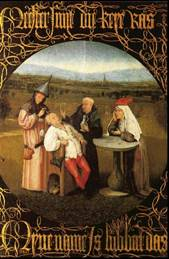 Meester snijt die keye ras
Myne name Is lubbert das